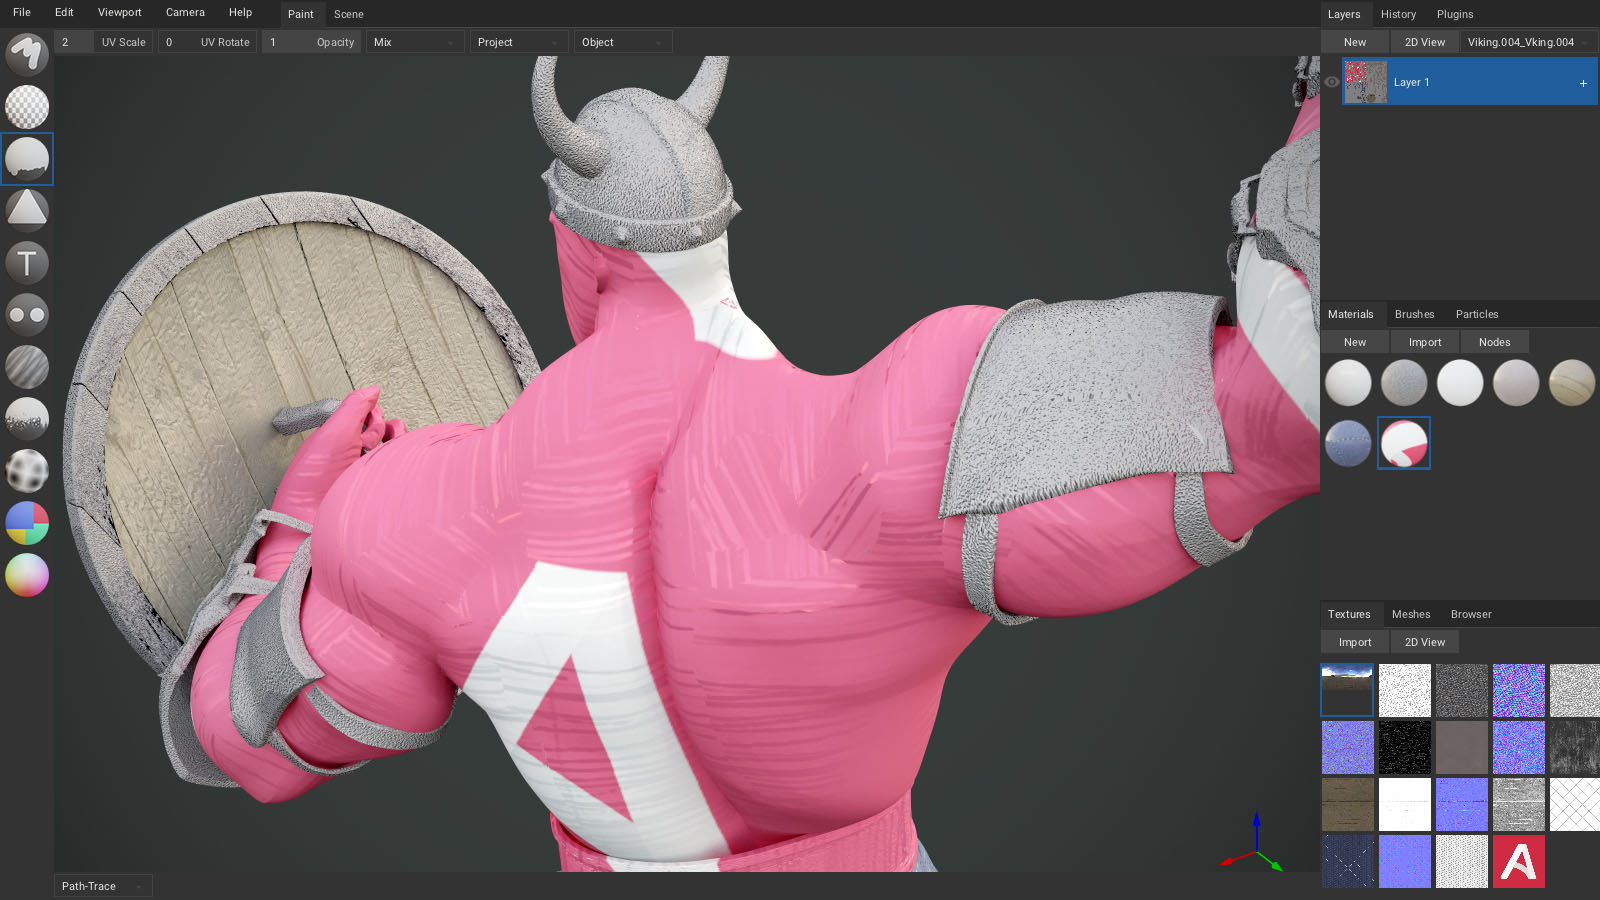 File Edit Viewport Camera Help Paint Scene
2 UV Scale 0 UV Rotate 1 Opacity Mix Project Object
T
Layers History Plugins
New 2D View Viking.004_Vking.004
Layer 1 +
Materials Brushes Particles
New Import Nodes
Textures Meshes Browser
Import 2D View
A
Path-Trace